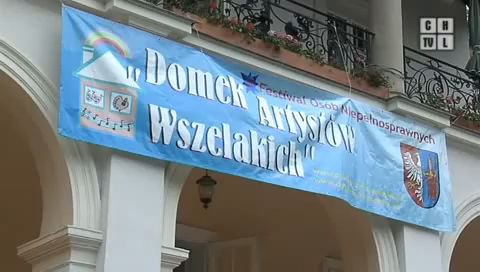 Festiwal Osób Niepełnosprawnych
„Domek Artystów
Wszelakich"
CH
TVL